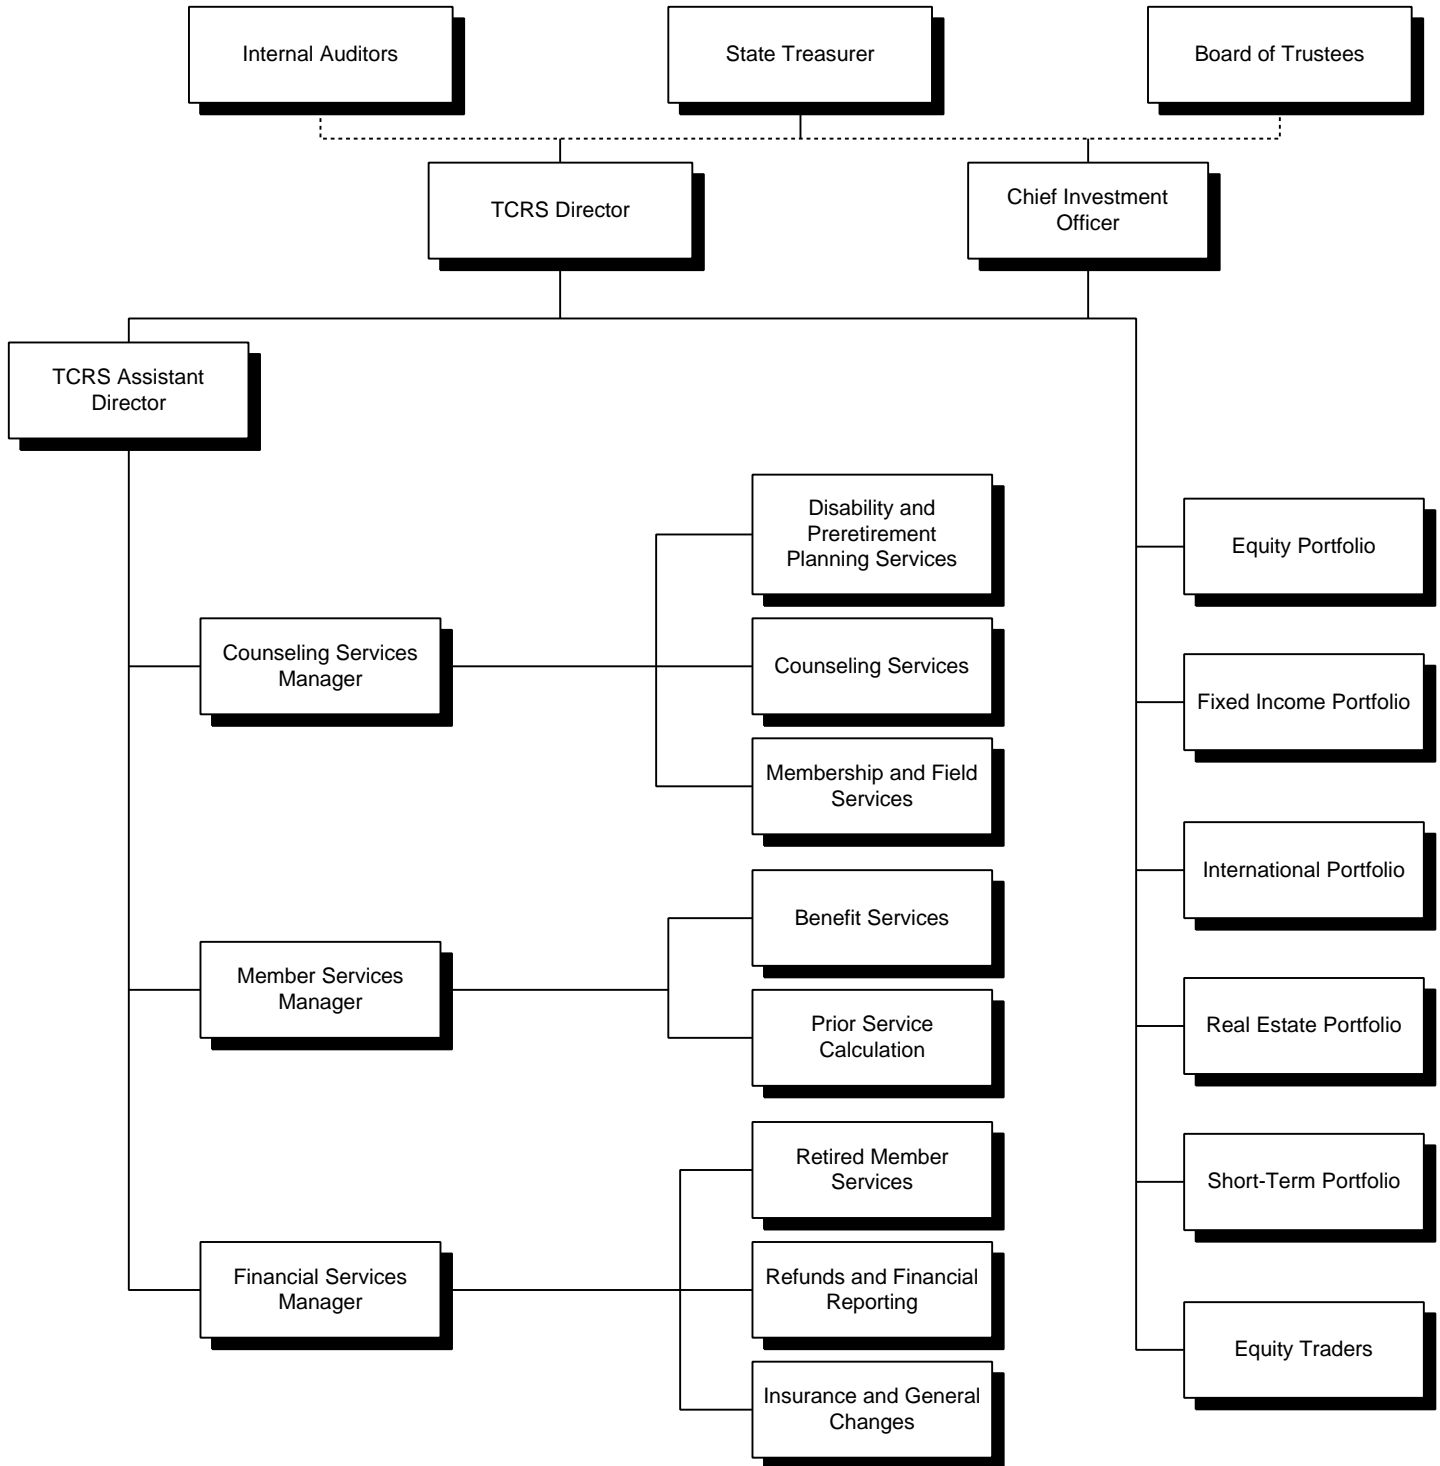 Internal Auditors
State Treasurer
Board of Trustees
TCRS Director
Chief Investment
Officer
TCRS Assistant
Director
Disability and
Preretirement
Planning Services
Counseling Services
Manager
Counseling Services
Membership and Field
Services
Member Services
Manager
Benefit Services
Prior Service
Calculation
Financial Services
Manager
Retired Member
Services
Refunds and Financial
Reporting
Insurance and General
Changes
Equity Portfolio
Fixed Income Portfolio
International Portfolio
Real Estate Portfolio
Short-Term Portfolio
Equity Traders